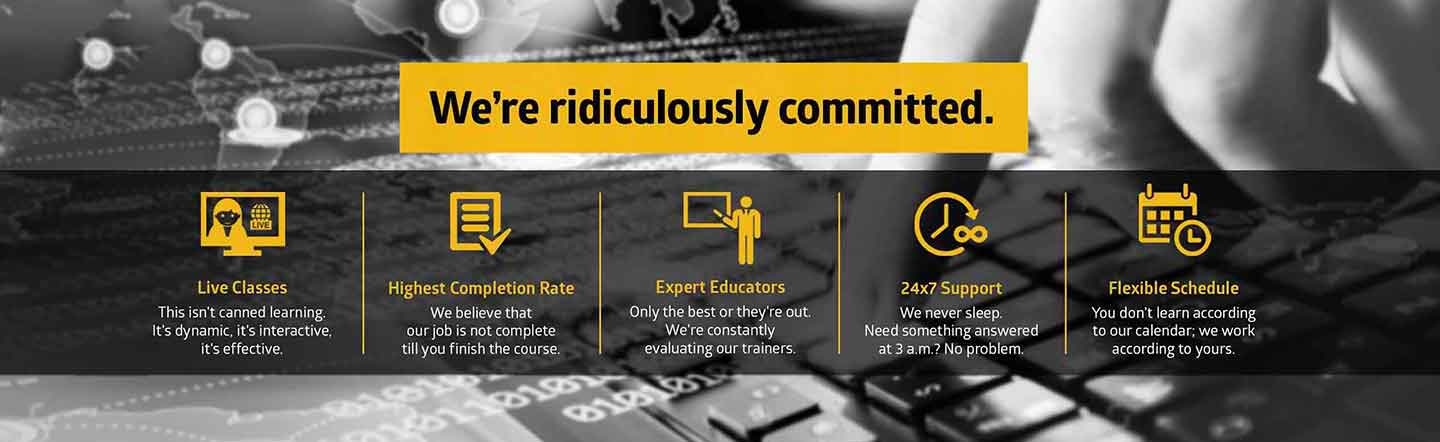 We're ridiculously committed.
LIVE
Live Classes
This isn't canned learning.
It's dynamic, it's interactive,
it's effective.
Highest Completion Rate
We believe that
our job is not complete
till you finish the course.
Expert Educators
Only the best or they're out.
We're constantly
evaluating our trainers.
24x7 Support
We never sleep.
Need something answered
at 3 a.m.? No problem.
Flexible Schedule
You don't learn according
to our calendar; we work
according to yours.